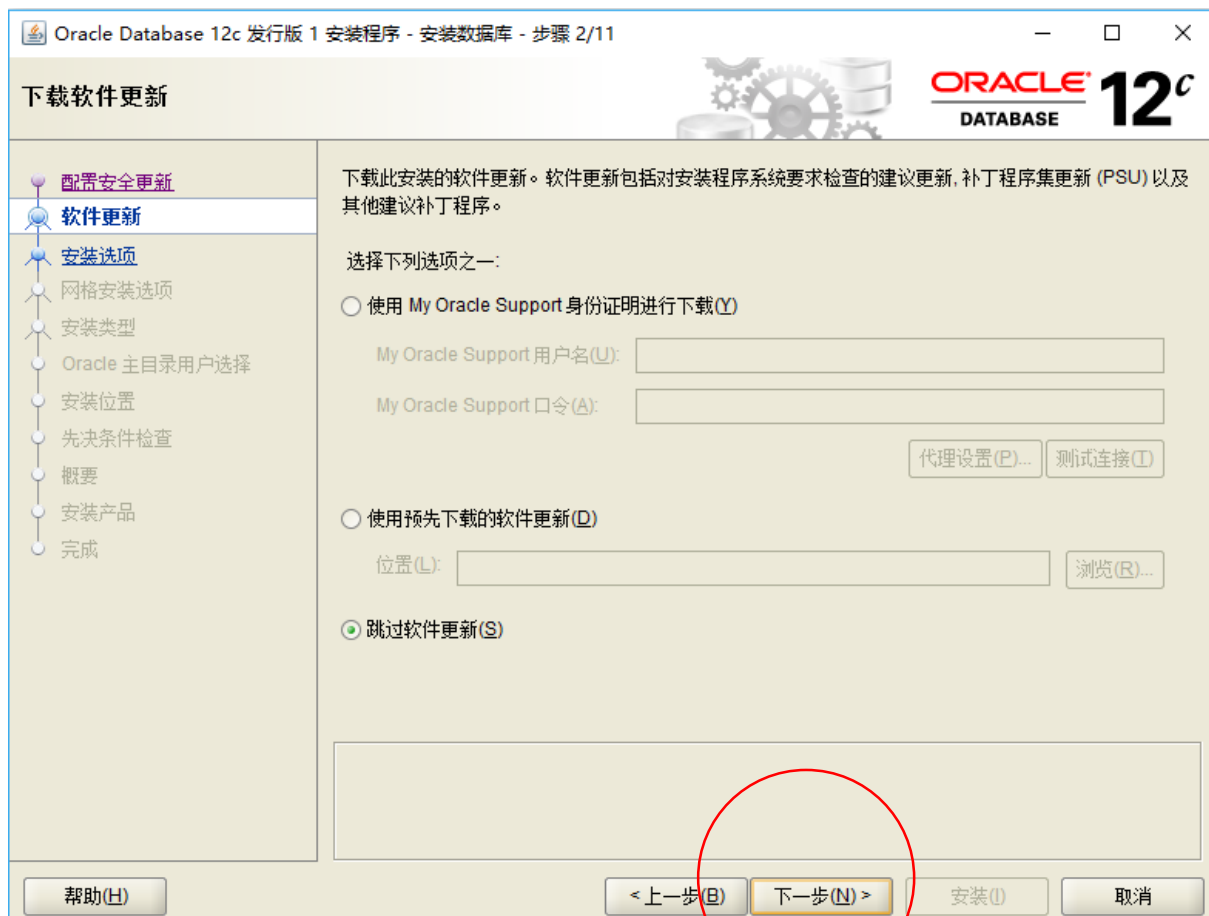 Oracle Database 12c 发行版 1 安装程序 - 安装数据库 - 步骤 2/11
下载软件更新
ORACLE
DATABASE
12c
配置安全更新
软件更新
安装选项
网格安装选项
安装类型
Oracle 主目录用户选择
安装位置
先决条件检查
概要
安装产品
完成
下载此安装的软件更新。软件更新包括对安装程序系统要求检查的建议更新, 补丁程序集更新 (PSU) 以及
其他建议补丁程序。
选择下列选项之一:
使用 My Oracle Support 身份证明进行下载(Y)
My Oracle Support 用户名(U):
My Oracle Support 口令(A):
代理设置(P)... 测试连接(T)
使用预先下载的软件更新(D)
位置(L): 浏览(R)...
跳过软件更新(S)
帮助(H) < 上一步(B) 下一步(N) > 安装(I) 取消